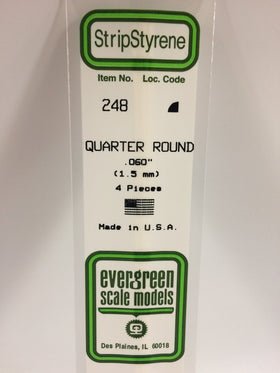 StripStyrene
Item No. Loc. Code
248
QUARTER ROUND
.060"
(1.5 mm)
4 Pieces
Made in U.S.A.
evergreen
scale models
Des Plaines, IL 60018